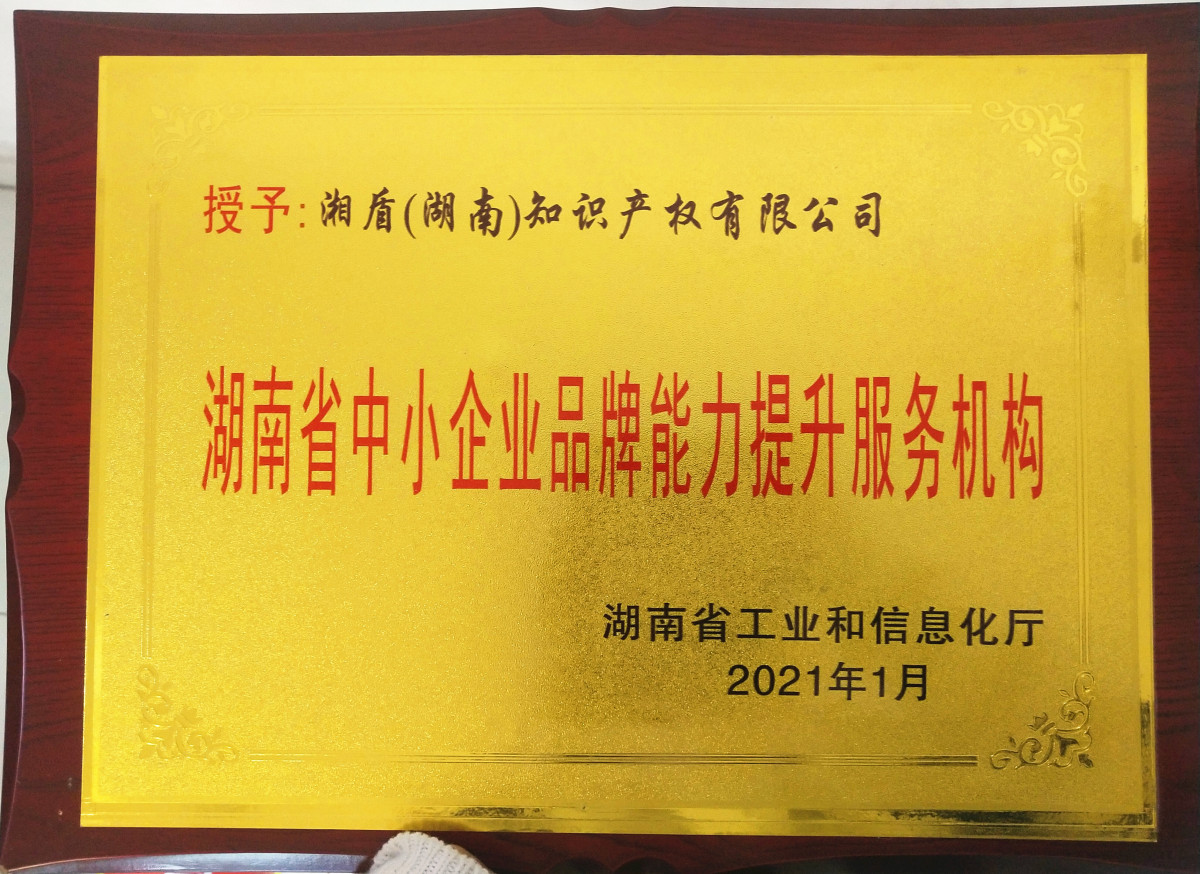 授予:湘盾(湖南)知识产权有限公司
湖南省中小企业品牌能力提升服务机构
湖南省工业和信息化厅
2021年1月